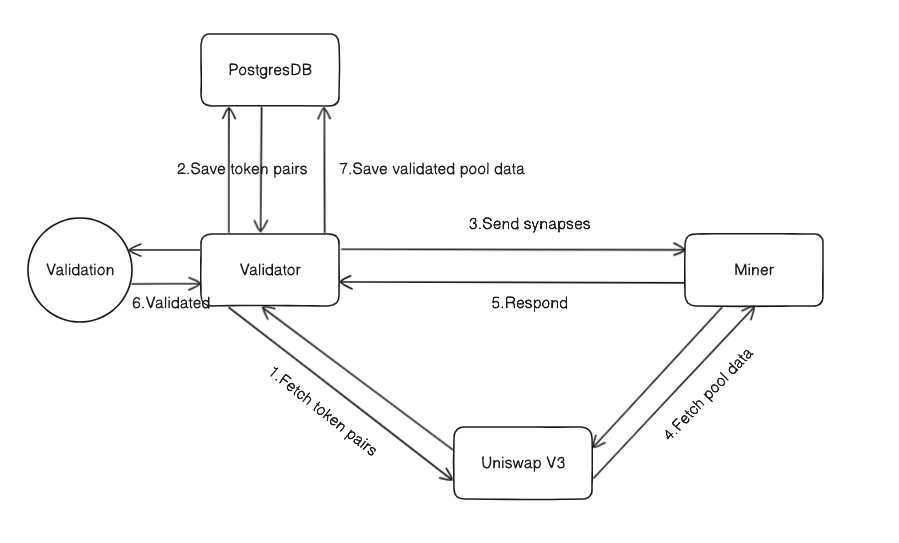 PostgresDB
2.Save token pairs
7.Save validated pool data
3.Send synapses
Validation
Validator
Miner
6.Validated
5.Respond
1.Fetch token pairs
4.Fetch pool data
Uniswap V3